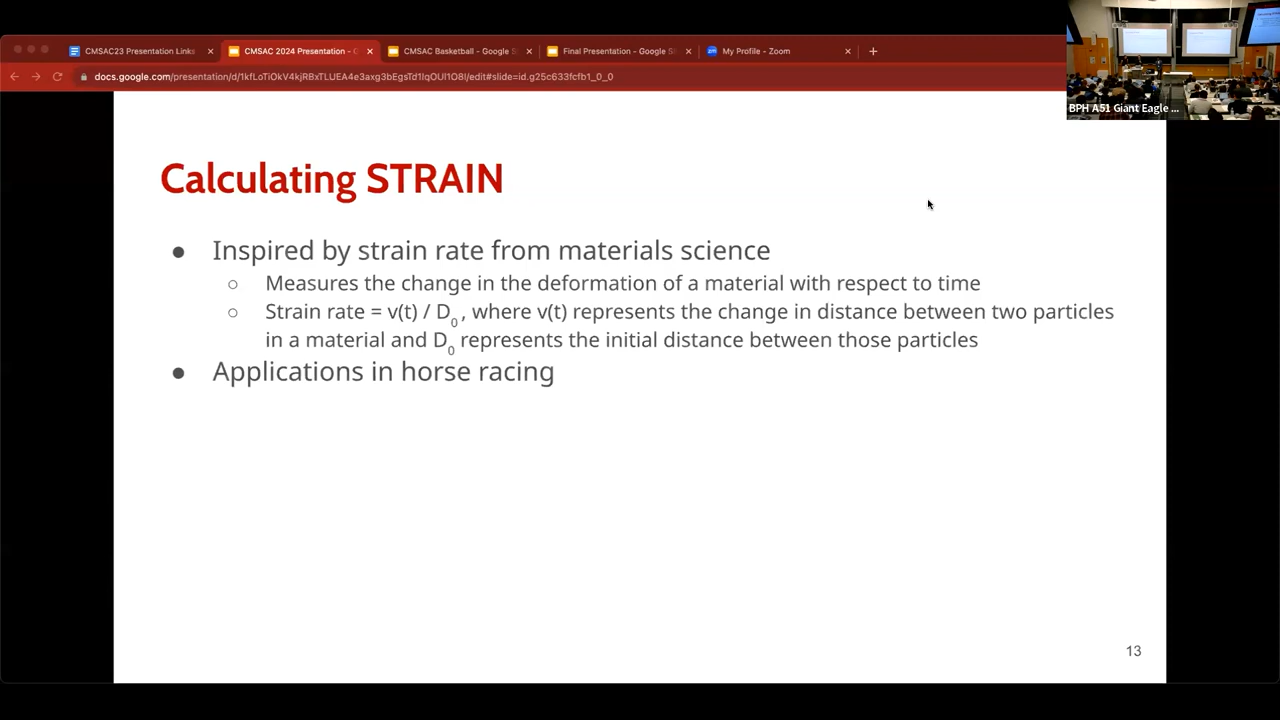 CMSAC23 Presentation Links
CMSAC 2024 Presentation - G
CMSAC Basketball - Google S
Final Presentation - Google Sl
zm My Profile - Zoom
docs.google.com/presentation/d/1kfLoTiOkV4kjRBxTLUEA4e3axg3bEgsTd1IqOUI1O8I/edit#slide=id.g25c633fcfb1_0_0
BPH A51 Giant Eagle ...
Calculating STRAIN
● Inspired by strain rate from materials science
○ Measures the change in the deformation of a material with respect to time
○ Strain rate = v(t) / D0, where v(t) represents the change in distance between two particles
in a material and D0 represents the initial distance between those particles
● Applications in horse racing
13